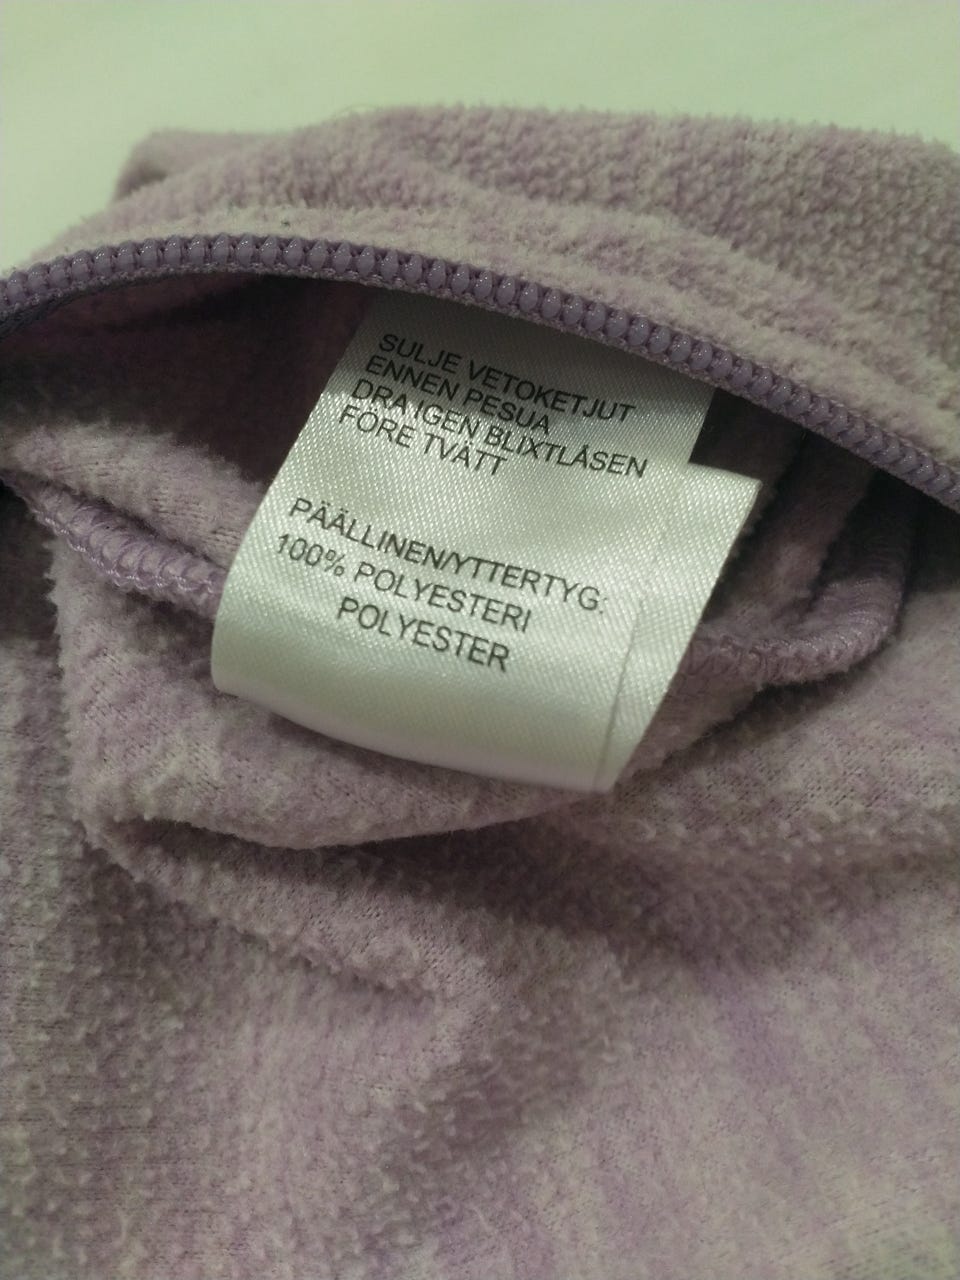 SULJE VETOKETJUT
ENNEN PESUA
DRA IGEN BLIXTLÅSEN
FÖRE TVÄTT
PÄÄLLINEN/YTTERTYG:
100% POLYESTERI
POLYESTER